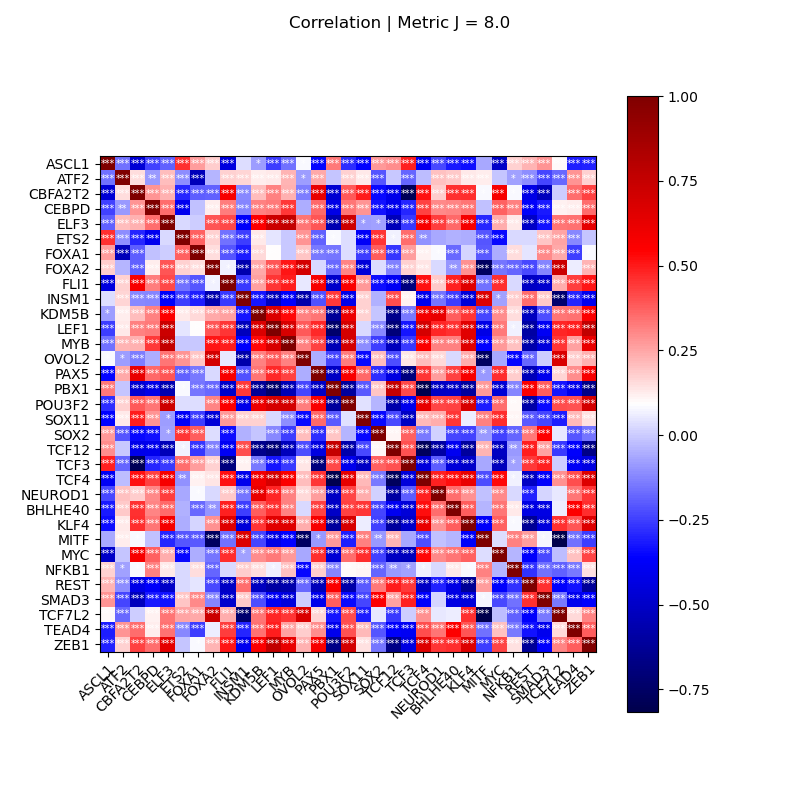 Correlation | Metric J = 8.0
ASCL1
ATF2
CBFA2T2
CEBPD
ELF3
ETS2
FOXA1
FOXA2
FLI1
INSM1
KDM5B
LEF1
MYB
OVOL2
PAX5
PBX1
POU3F2
SOX11
SOX2
TCF12
TCF3
TCF4
NEUROD1
BHLHE40
KLF4
MITF
MYC
NFKB1
REST
SMAD3
TCF7L2
TEAD4
ZEB1
ASCL1
ATF2
CBFA2T2
CEBPD
ELF3
ETS2
FOXA1
FOXA2
FLI1
INSM1
KDM5B
LEF1
MYB
OVOL2
PAX5
PBX1
POU3F2
SOX11
SOX2
TCF12
TCF3
TCF4
NEUROD1
BHLHE40
KLF4
MITF
MYC
NFKB1
REST
SMAD3
TCF7L2
TEAD4
ZEB1
1.00
0.75
0.50
0.25
0.00
−0.25
−0.50
−0.75